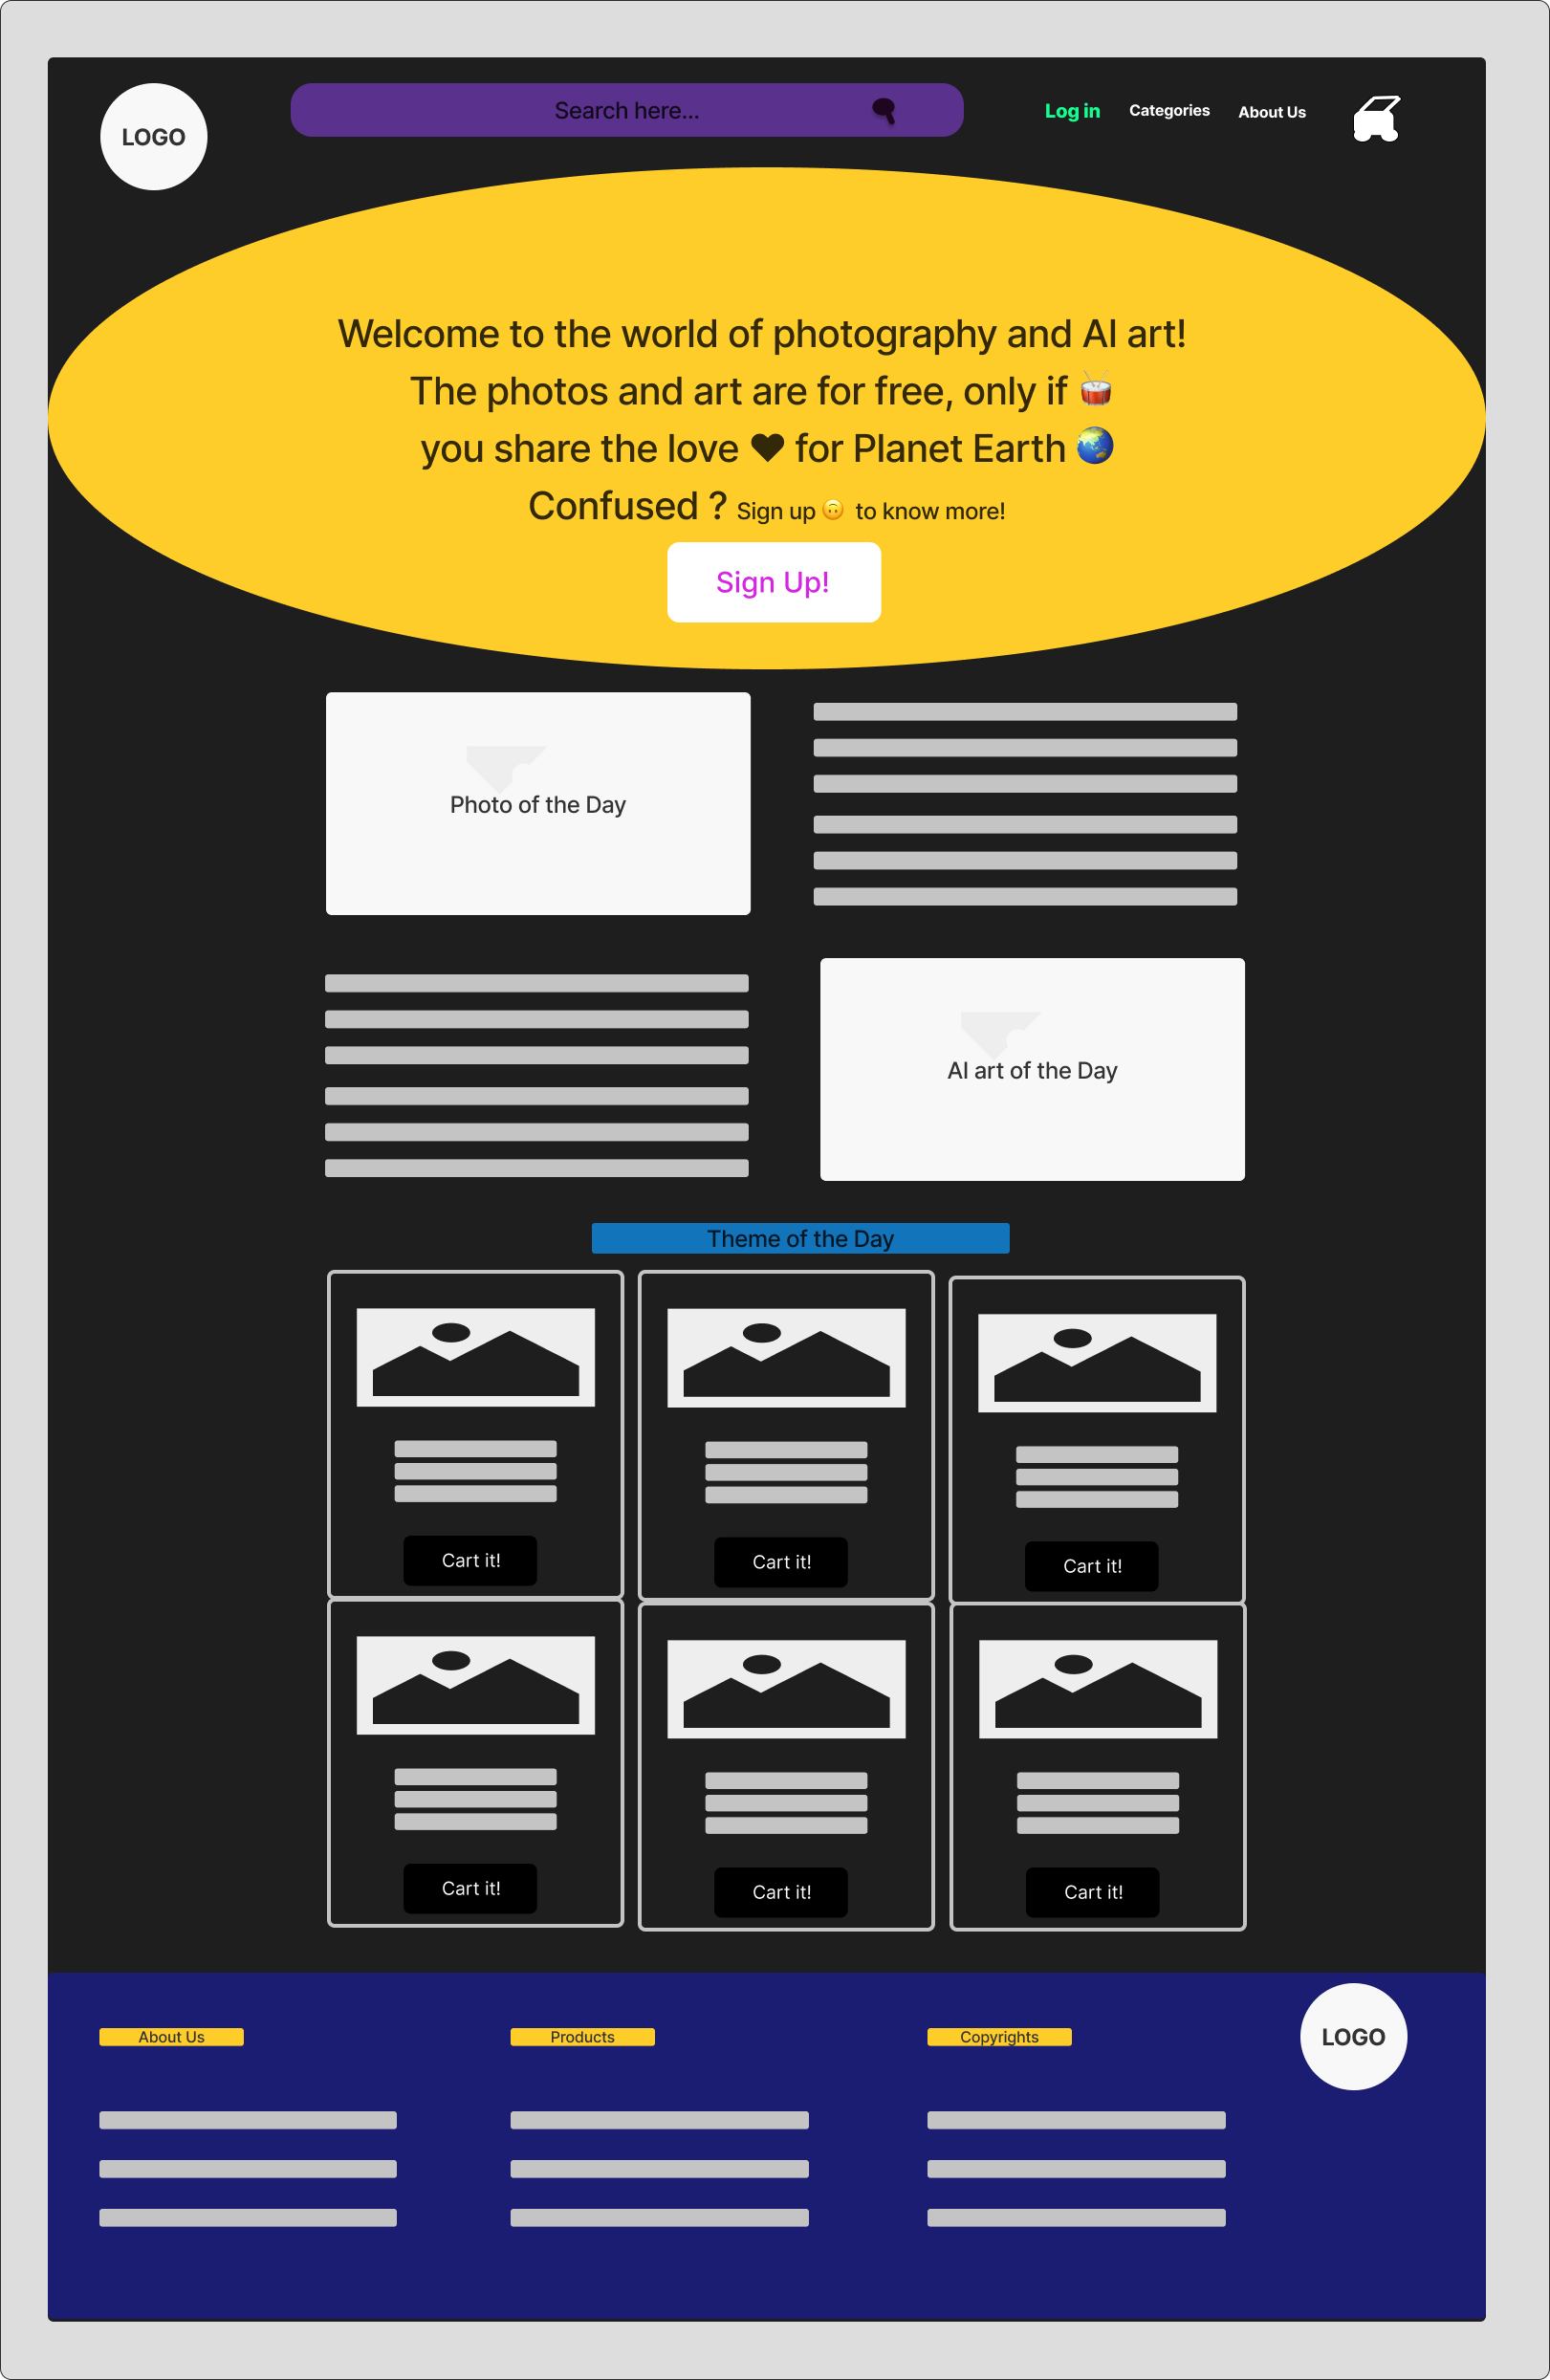 LOGO
Search here...
Log in
Categories
About Us
Welcome to the world of photography and AI art!
The photos and art are for free, only if 🥁
you share the love ♥ for Planet Earth 🌏
Confused ? Sign up 🙃 to know more!
Sign Up!
Photo of the Day
AI art of the Day
Theme of the Day
Cart it!
Cart it!
Cart it!
Cart it!
Cart it!
Cart it!
About Us
Products
Copyrights
LOGO